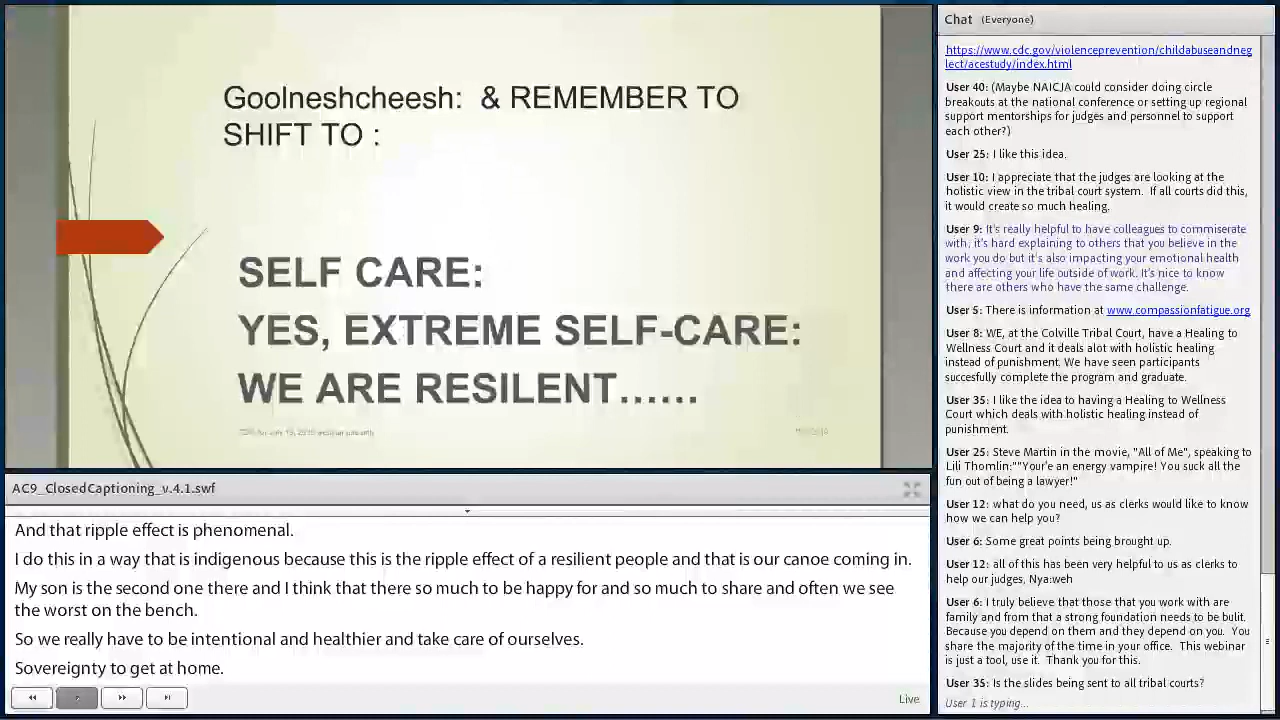 Goolneshcheesh:  & REMEMBER TO
SHIFT TO :
SELF CARE:
YES, EXTREME SELF-CARE:
WE ARE RESILENT......
AC9_ClosedCaptioning_v.4.1.swf
And that ripple effect is phenomenal.
I do this in a way that is indigenous because this is the ripple effect of a resilient people and that is our canoe coming in.
My son is the second one there and I think that there so much to be happy for and so much to share and often we see
the worst on the bench.
So we really have to be intentional and healthier and take care of ourselves.
Sovereignty to get at home.
Live
Chat (Everyone)
https://www.cdc.gov/violenceprevention/childabuseandneg
lect/acestudy/index.html
User 40: (Maybe NAICJA could consider doing circle
breakouts at the national conference or setting up regional
support mentorships for judges and personnel to support
each other?)
User 25: I like this idea.
User 10: I appreciate that the judges are looking at the
holistic view in the tribal court system.  If all courts did this,
it would create so much healing.
User 9: It's really helpful to have colleagues to commiserate
with, it's hard explaining to others that you believe in the
work you do but it's also impacting your emotional health
and affecting your life outside of work. It's nice to know
there are others who have the same challenge.
User 5: There is information at www.compassionfatigue.org
User 8: WE, at the Colville Tribal Court, have a Healing to
Wellness Court and it deals alot with holistic healing
instead of punishment. We have seen participants
succesfully complete the program and graduate.
User 35: I like the idea to having a Healing to Wellness
Court which deals with holistic healing instead of
punishment.
User 25: Steve Martin in the movie, "All of Me", speaking to
Lili Thomlin:""Your'e an energy vampire! You suck all the
fun out of being a lawyer!"
User 12: what do you need, us as clerks would like to know
how we can help you?
User 6: Some great points being brought up.
User 12: all of this has been very helpful to us as clerks to
help our judges, Nya:weh
User 6: I truly believe that those that you work with are
family and from that a strong foundation needs to be bulit.
Because you depend on them and they depend on you.  You
share the majority of the time in your office.  This webinar
is just a tool, use it.  Thank you for this.
User 35: Is the slides being sent to all tribal courts?
User 1 is typing...